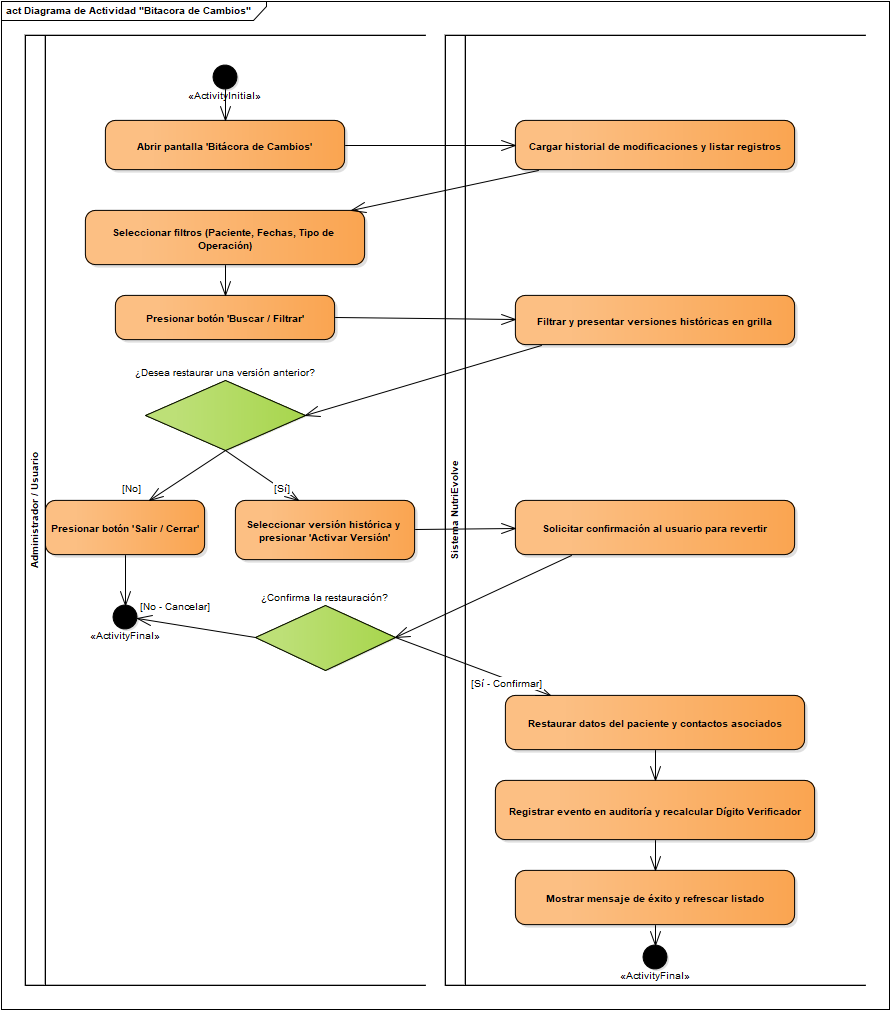 act Diagrama de Actividad "Bitacora de Cambios"
«ActivityInitial»
Abrir pantalla 'Bitácora de Cambios'
Cargar historial de modificaciones y listar registros
Seleccionar filtros (Paciente, Fechas, Tipo de
Operación)
Presionar botón 'Buscar / Filtrar'
Filtrar y presentar versiones históricas en grilla
¿Desea restaurar una versión anterior?
Administrador / Usuario
Sistema NutriEvolve
[No]
[Sí]
Presionar botón 'Salir / Cerrar'
Seleccionar versión histórica y
presionar 'Activar Versión'
Solicitar confirmación al usuario para revertir
¿Confirma la restauración?
[No - Cancelar]
«ActivityFinal»
[Sí - Confirmar]
Restaurar datos del paciente y contactos asociados
Registrar evento en auditoría y recalcular Dígito Verificador
Mostrar mensaje de éxito y refrescar listado
«ActivityFinal»